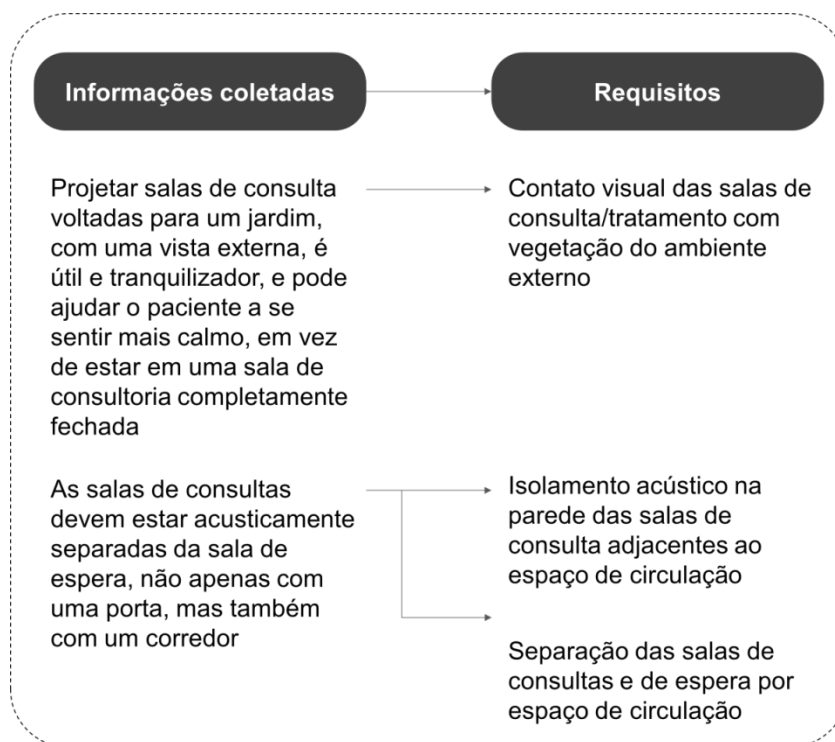 Informações coletadas
Requisitos
Projetar salas de consulta
voltadas para um jardim,
com uma vista externa, é
útil e tranquilizador, e pode
ajudar o paciente a se
sentir mais calmo, em vez
de estar em uma sala de
consultoria completamente
fechada
Contato visual das salas de
consulta/tratamento com
vegetação do ambiente
externo
As salas de consultas
devem estar acusticamente
separadas da sala de
espera, não apenas com
uma porta, mas também
com um corredor
Isolamento acústico na
parede das salas de
consulta adjacentes ao
espaço de circulação
Separação das salas de
consultas e de espera por
espaço de circulação